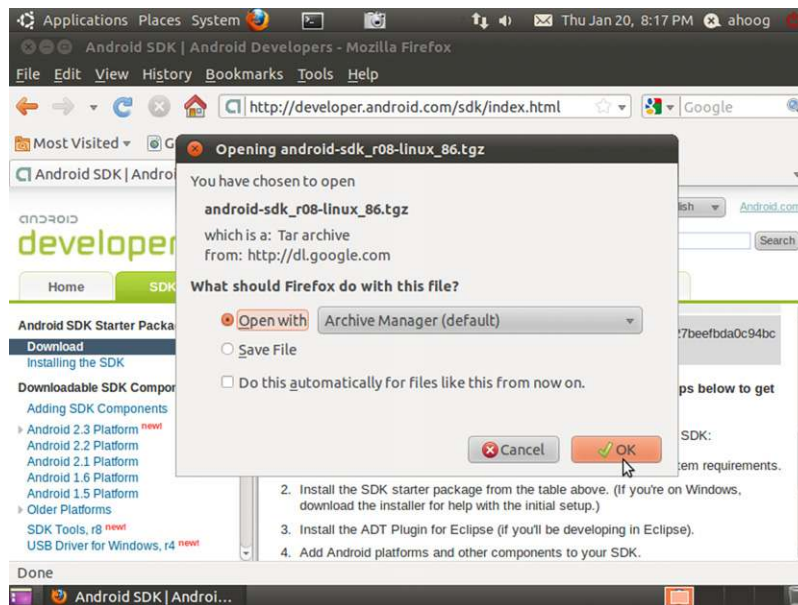 Applications Places System
Thu Jan 20, 8:17 PM ahoog
Android SDK | Android Developers - Mozilla Firefox
File Edit View History Bookmarks Tools Help
http://developer.android.com/sdk/index.html
Google
Most Visited
Android SDK | Androi
Opening android-sdk_r08-linux_86.tgz
You have chosen to open
android-sdk_r08-linux_86.tgz
which is a: Tar archive
from: http://dl.google.com
What should Firefox do with this file?
Open with Archive Manager (default)
Save File
Do this automatically for files like this from now on.
Cancel OK
lish Android.com
Search
android
developer
Home SDK
Android SDK Starter Packa
Download
Installing the SDK
Downloadable SDK Compor
Adding SDK Components
Android 2.3 Platform new!
Android 2.2 Platform
Android 2.1 Platform
Android 1.6 Platform
Android 1.5 Platform
Older Platforms
SDK Tools, r8 new!
USB Driver for Windows, r4 new!
27beefbda0c94bc
ps below to get
SDK:
tem requirements.
2. Install the SDK starter package from the table above. (If you're on Windows,
download the installer for help with the initial setup.)
3. Install the ADT Plugin for Eclipse (if you'll be developing in Eclipse).
4. Add Android platforms and other components to your SDK.
Done
Android SDK | Androi...